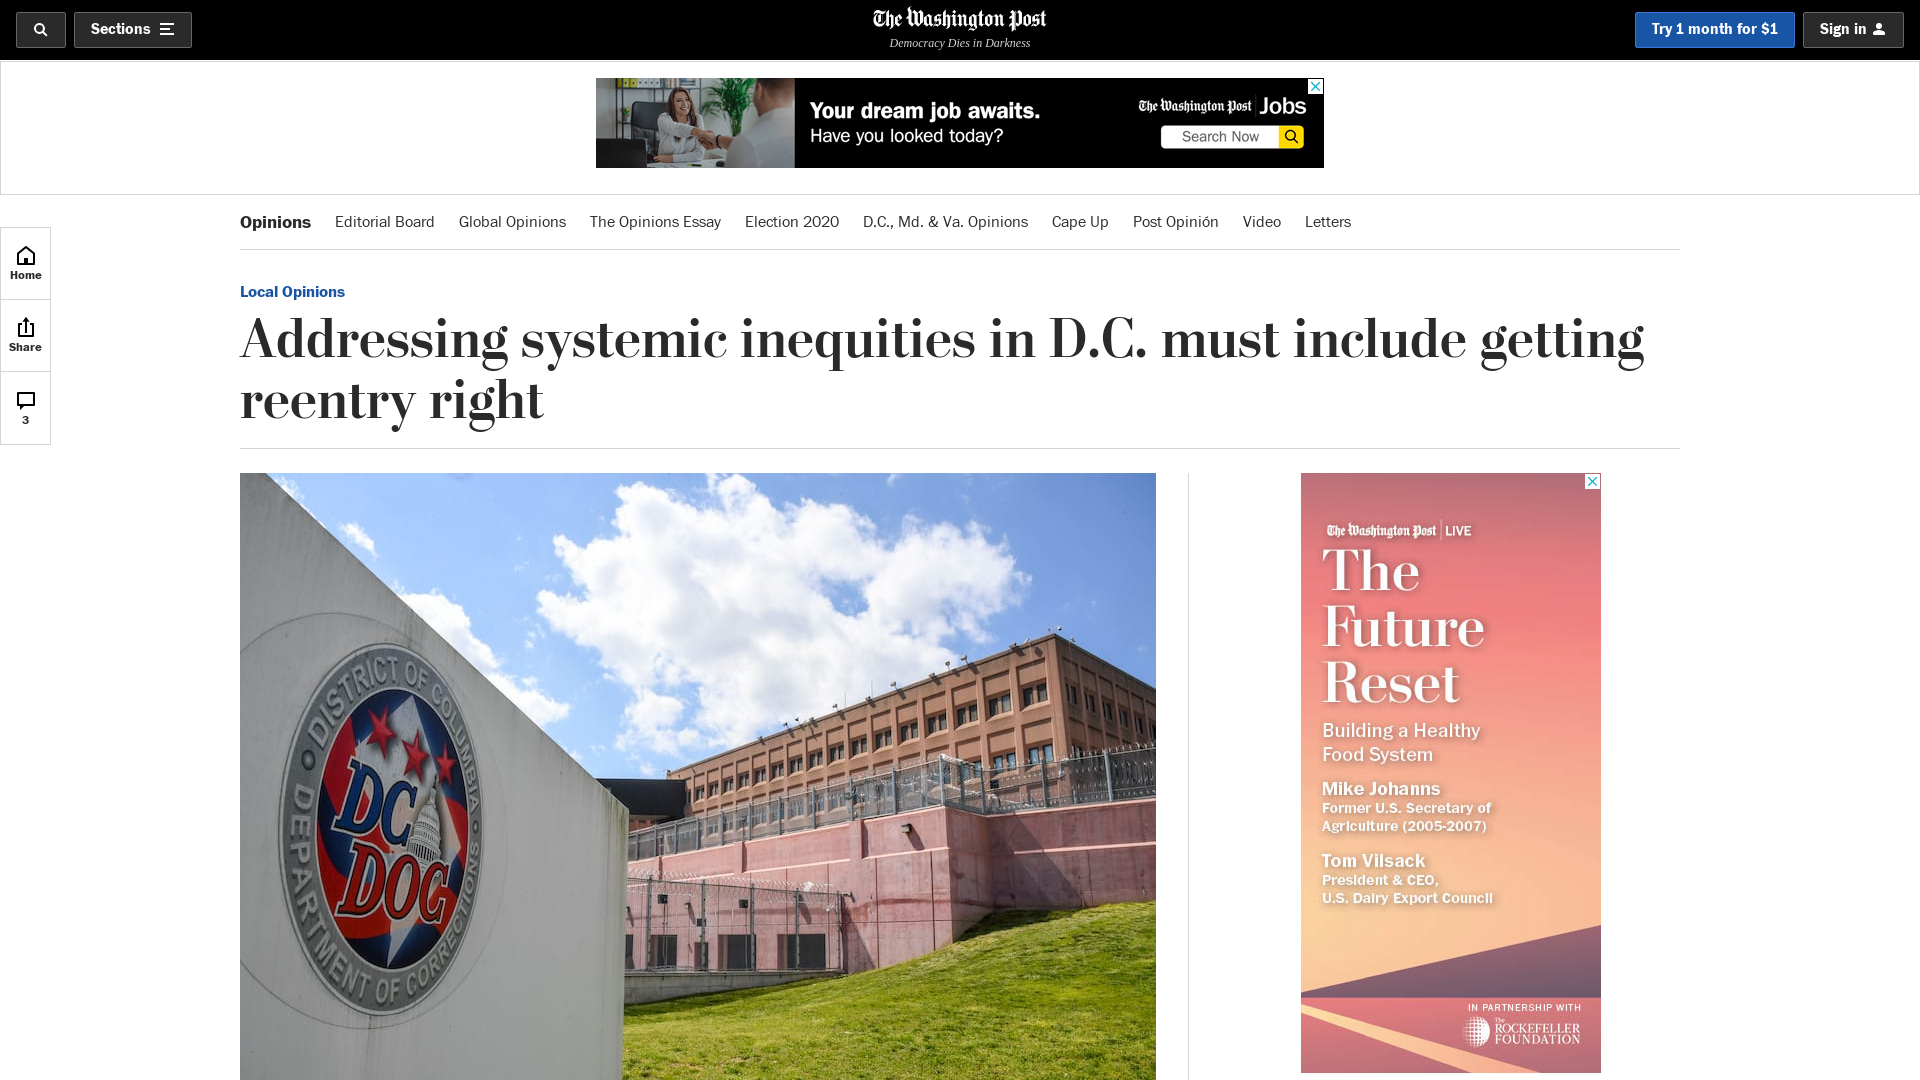 Sections
The Washington Post
Democracy Dies in Darkness
Try 1 month for $1
Sign in
Your dream job awaits.
Have you looked today?
The Washington Post Jobs
Search Now
Opinions
Editorial Board
Global Opinions
The Opinions Essay
Election 2020
D.C., Md. & Va. Opinions
Cape Up
Post Opinión
Video
Letters
Home
Share
3
Local Opinions
Addressing systemic inequities in D.C. must include getting
reentry right
DISTRICT OF COLUMBIA
DC
DOC
DEPARTMENT OF CORRECTIONS
The Washington Post LIVE
The
Future
Reset
Building a Healthy
Food System
Mike Johanns
Former U.S. Secretary of
Agriculture (2005-2007)
Tom Vilsack
President & CEO,
U.S. Dairy Export Council
IN PARTNERSHIP WITH
The
ROCKEFELLER
FOUNDATION